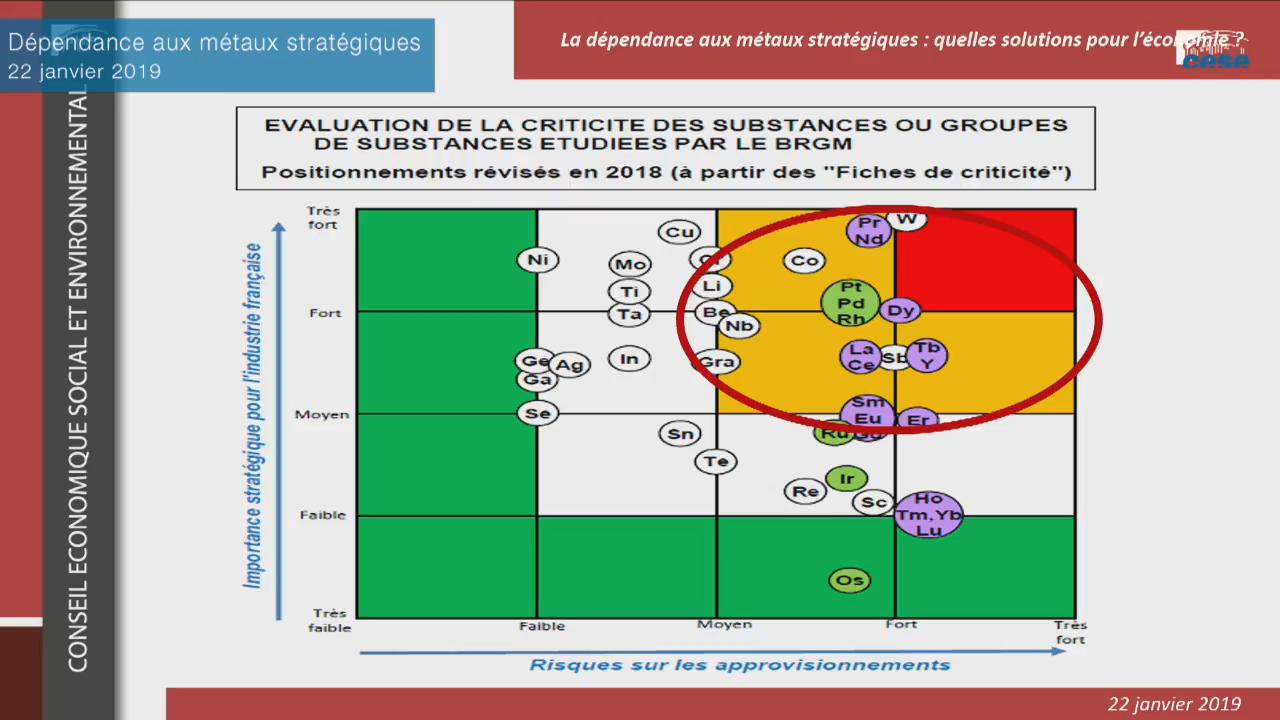 Dépendance aux métaux stratégiques
22 janvier 2019
La dépendance aux métaux stratégiques : quelles solutions pour l'économie ?
cese
CONSEIL ECONOMIQUE SOCIAL ET ENVIRONNEMENTAL
EVALUATION DE LA CRITICITE DES SUBSTANCES OU GROUPES
DE SUBSTANCES ETUDIEES PAR LE BRGM
Positionnements révisés en 2018 (à partir des "Fiches de criticité")
Importance stratégique pour l'industrie française
Très
fort
Fort
Moyen
Faible
Très
faible
Cu
Pr
Nd
W
Ni
Mo
Cr
Co
Ti
Li
Pt
Pd
Rh
Ta
Be
Nb
Dy
Ge
Ag
In
Gra
La
Ce
Sb
Tb
Y
Ga
Se
Sm
Eu
Gd
Er
Sn
Ru
Te
Re
Ir
Sc
Ho
Tm,Yb
Lu
Os
Faible
Moyen
Fort
Très
fort
Risques sur les approvisionnements
22 janvier 2019